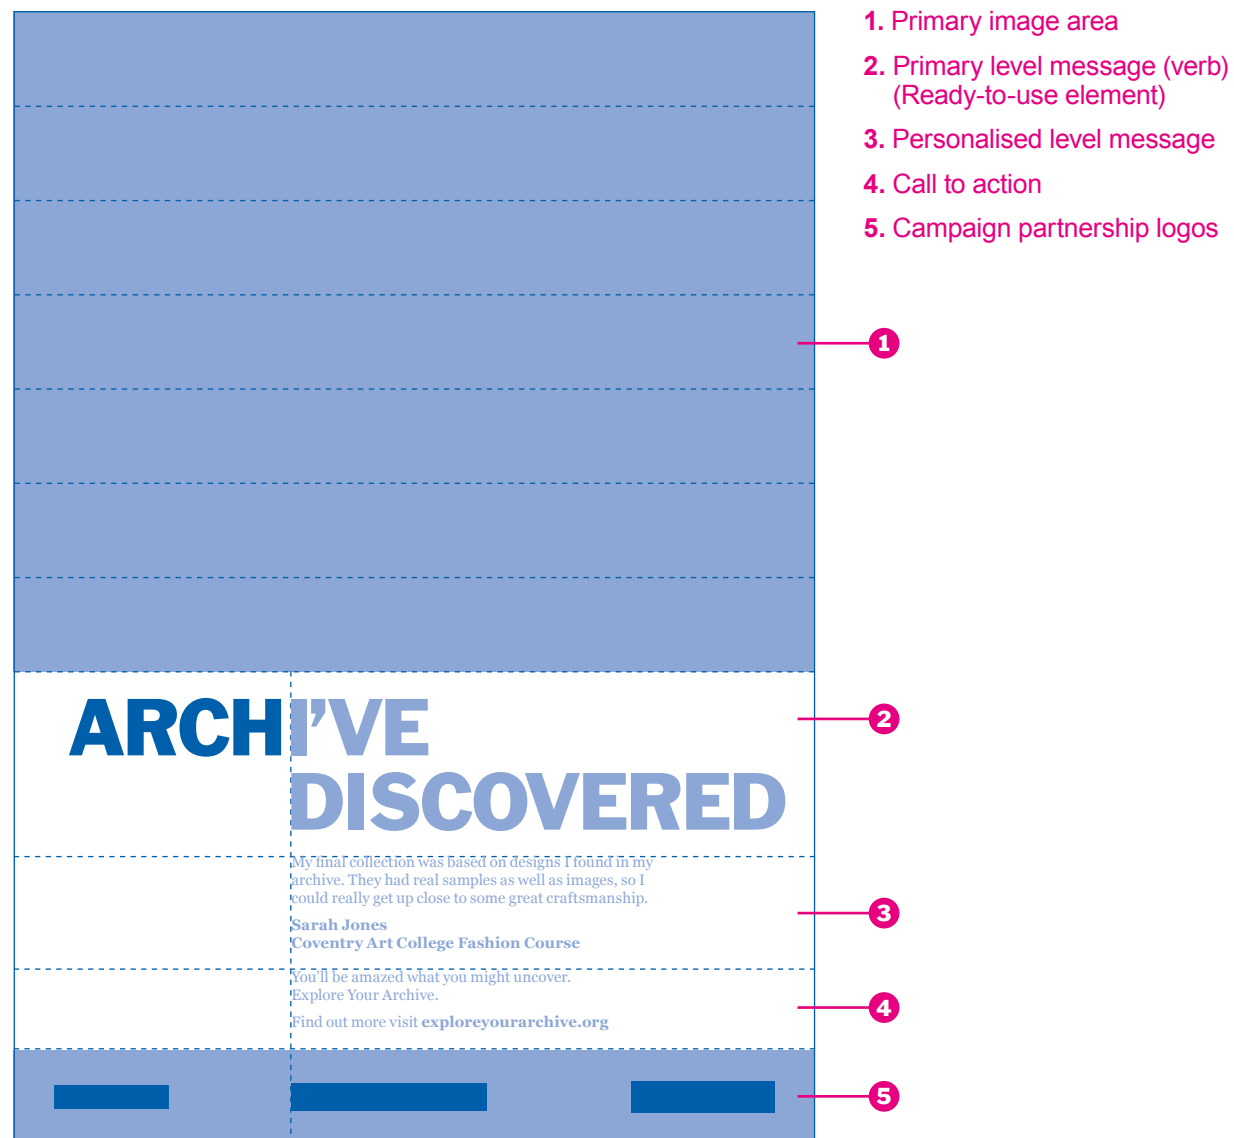 1. Primary image area
2. Primary level message (verb)
(Ready-to-use element)
3. Personalised level message
4. Call to action
5. Campaign partnership logos
1
ARCHI’VE
DISCOVERED
2
My final collection was based on designs I found in my
archive. They had real samples as well as images, so I
could really get up close to some great craftsmanship.
Sarah Jones
Coventry Art College Fashion Course
3
You’ll be amazed what you might uncover.
Explore Your Archive.
Find out more visit exploreyourarchive.org
4
5